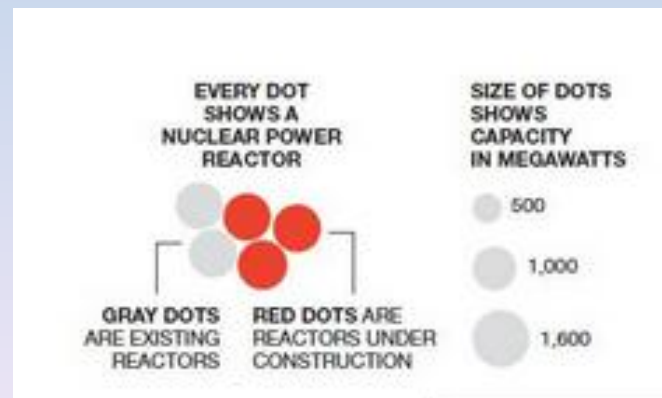 EVERY DOT
SHOWS A
NUCLEAR POWER
REACTOR
GRAY DOTS
ARE EXISTING
REACTORS
RED DOTS ARE
REACTORS UNDER
CONSTRUCTION
SIZE OF DOTS
SHOWS
CAPACITY
IN MEGAWATTS
500
1,000
1,600